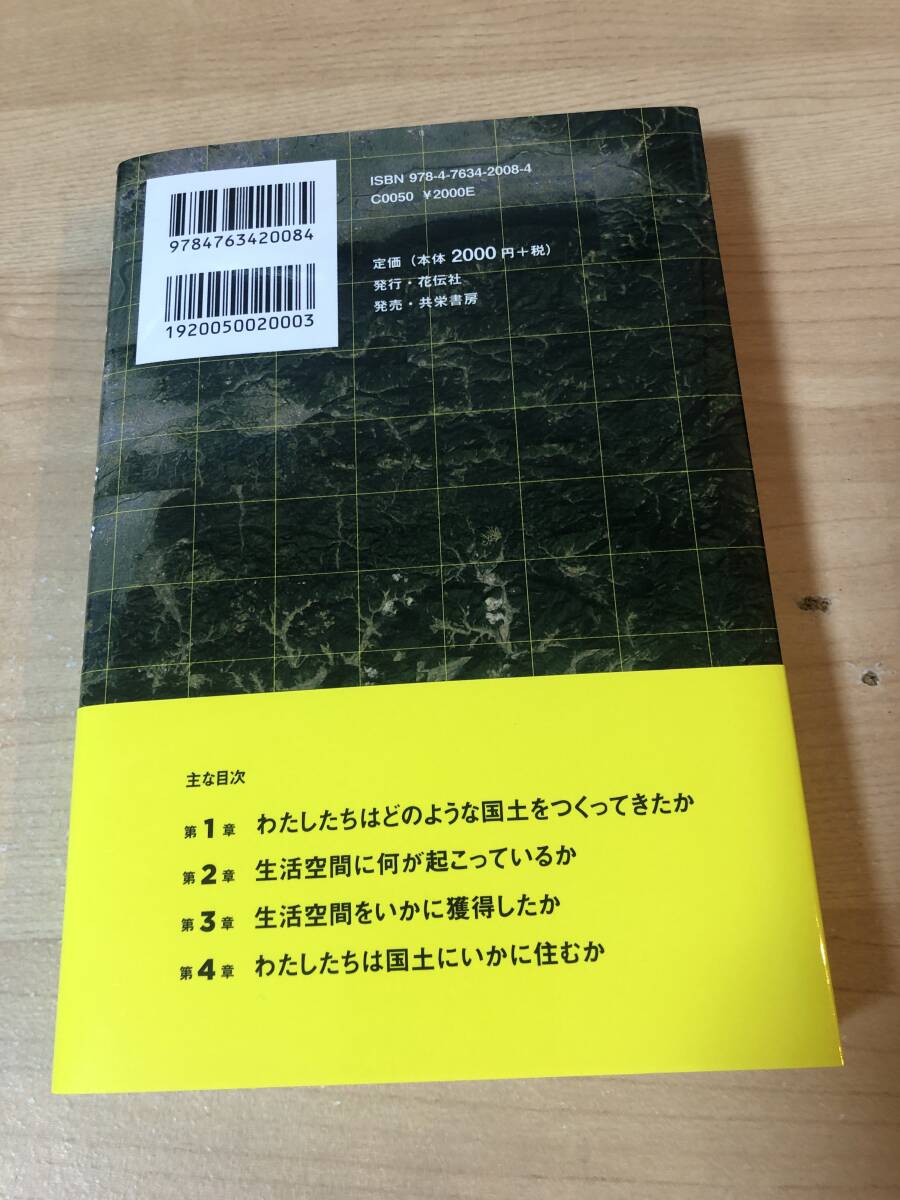 9784763420084
1920050020003
ISBN 978-4-7634-2008-4
C0050 ¥2000E
定価（本体 2000 円＋税）
発行・花伝社
発売・共栄書房
主な目次
第1章 わたしたちはどのような国土をつくってきたか
第2章 生活空間に何が起こっているか
第3章 生活空間をいかに獲得したか
第4章 わたしたちは国土にいかに住むか